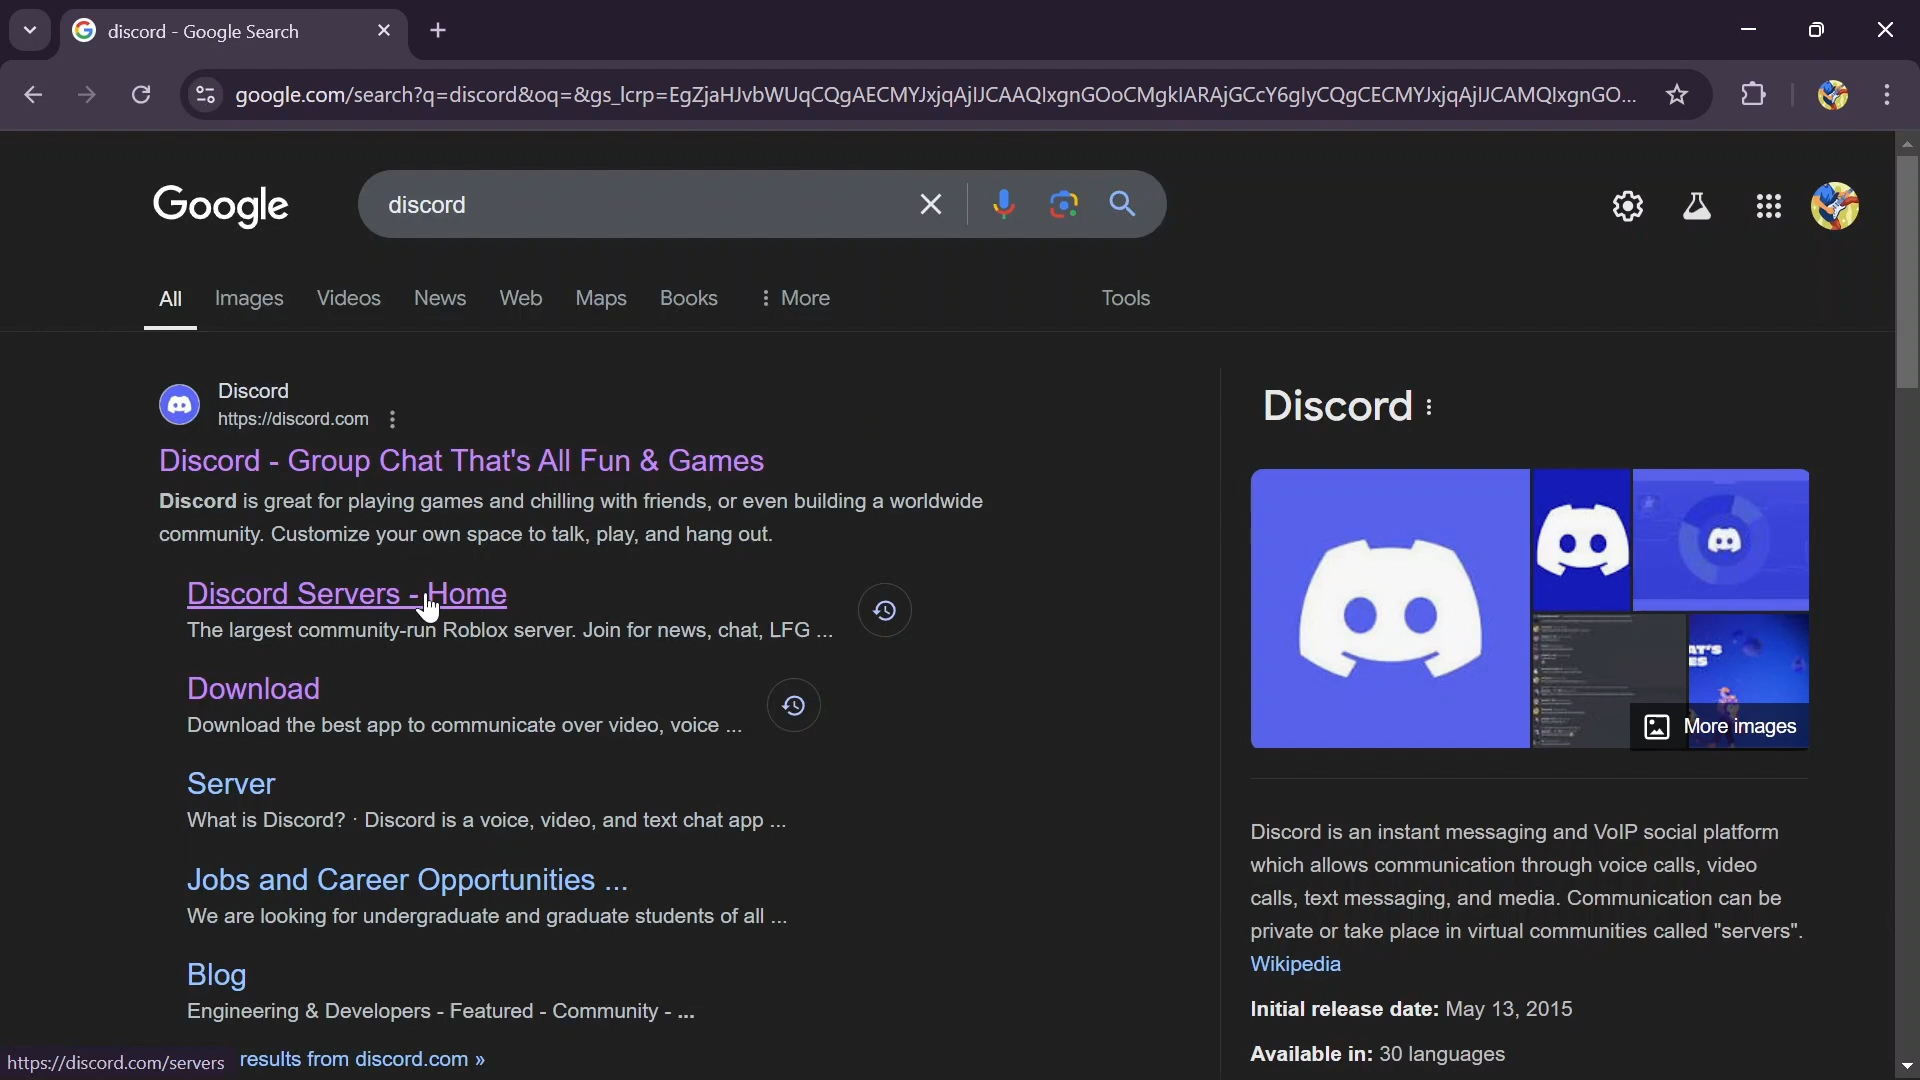 discord - Google Search
google.com/search?q=discord&oq=&gs_lcrp=EgZjaHJvbWUqCQgAECMYJxjqAjIJCAAQIxgnGOoCMgkIARAjGCcY6gIyCQgCECMYJxjqAjIJCAMQIxgnGO...
Google
discord
All Images Videos News Web Maps Books More Tools
Discord
https://discord.com
Discord - Group Chat That's All Fun & Games
Discord is great for playing games and chilling with friends, or even building a worldwide
community. Customize your own space to talk, play, and hang out.
Discord Servers - Home
The largest community-run Roblox server. Join for news, chat, LFG ...
Download
Download the best app to communicate over video, voice ...
Server
What is Discord? · Discord is a voice, video, and text chat app ...
Jobs and Career Opportunities ...
We are looking for undergraduate and graduate students of all ...
Blog
Engineering & Developers - Featured - Community - ...
results from discord.com »
https://discord.com/servers
Discord
More images
Discord is an instant messaging and VoIP social platform
which allows communication through voice calls, video
calls, text messaging, and media. Communication can be
private or take place in virtual communities called "servers".
Wikipedia
Initial release date: May 13, 2015
Available in: 30 languages